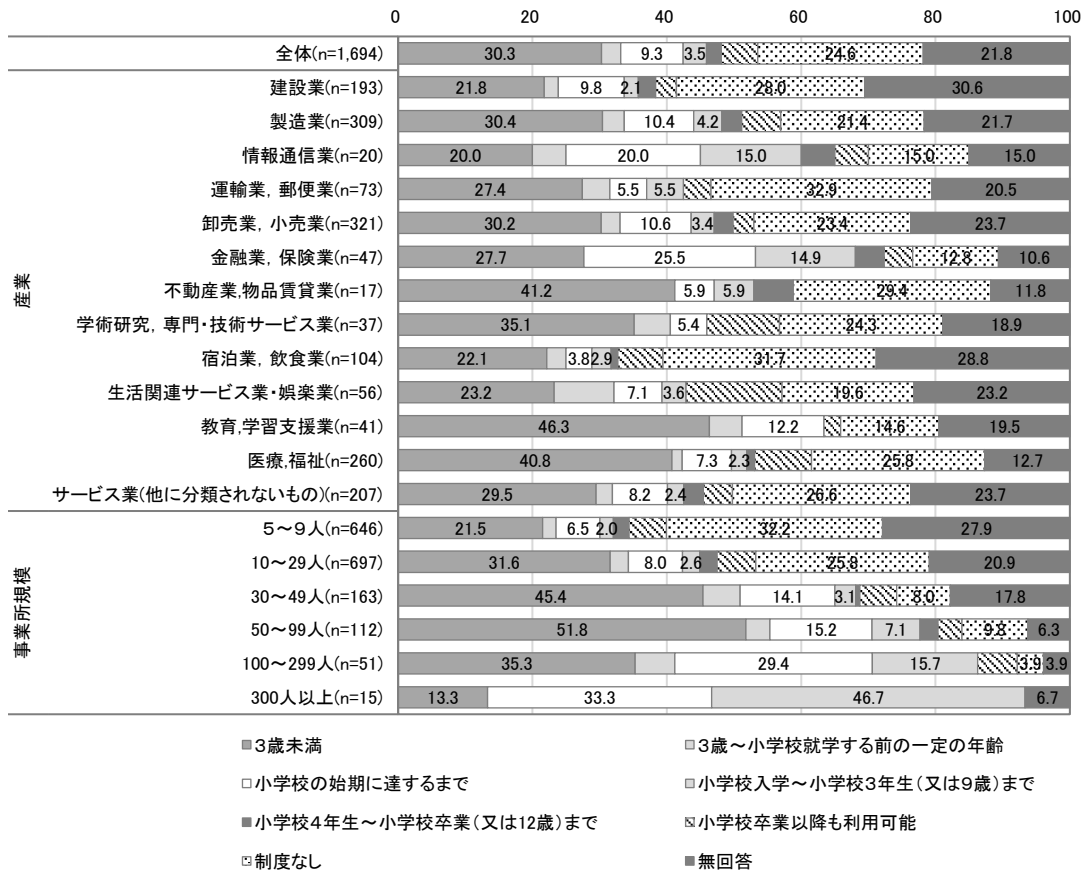 0 20 40 60 80 100
全体(n=1,694) 30.3 9.3 3.5 24.6 21.8
産業
建設業(n=193) 21.8 9.8 2.1 28.0 30.6
製造業(n=309) 30.4 10.4 4.2 21.4 21.7
情報通信業(n=20) 20.0 20.0 15.0 15.0 15.0
運輸業，郵便業(n=73) 27.4 5.5 5.5 32.9 20.5
卸売業，小売業(n=321) 30.2 10.6 3.4 23.4 23.7
金融業，保険業(n=47) 27.7 25.5 14.9 12.8 10.6
不動産業,物品賃貸業(n=17) 41.2 5.9 5.9 29.4 11.8
学術研究，専門・技術サービス業(n=37) 35.1 5.4 24.3 18.9
宿泊業，飲食業(n=104) 22.1 3.8 2.9 31.7 28.8
生活関連サービス業・娯楽業(n=56) 23.2 7.1 3.6 19.6 23.2
教育,学習支援業(n=41) 46.3 12.2 14.6 19.5
医療,福祉(n=260) 40.8 7.3 2.3 25.8 12.7
サービス業(他に分類されないもの)(n=207) 29.5 8.2 2.4 26.6 23.7
事業所規模
５～９人(n=646) 21.5 6.5 2.0 32.2 27.9
10～29人(n=697) 31.6 8.0 2.6 25.8 20.9
30～49人(n=163) 45.4 14.1 3.1 8.0 17.8
50～99人(n=112) 51.8 15.2 7.1 9.8 6.3
100～299人(n=51) 35.3 29.4 15.7 3.9 3.9
300人以上(n=15) 13.3 33.3 46.7 6.7
３歳未満 ３歳～小学校就学する前の一定の年齢
小学校の始期に達するまで 小学校入学～小学校３年生（又は９歳）まで
小学校４年生～小学校卒業（又は12歳）まで 小学校卒業以降も利用可能
制度なし 無回答